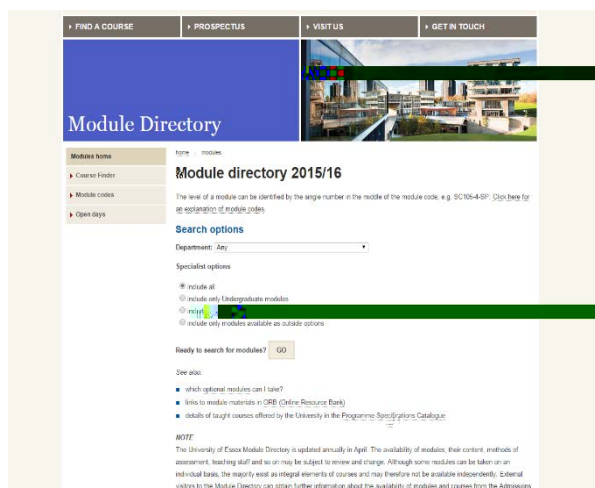 FIND A COURSE
PROSPECTUS
VISIT US
GET IN TOUCH
Module Directory
Modules home
Course Finder
Module codes
Open days
home modules
Module directory 2015/16
The level of a module can be identified by the single number in the middle of the module code, e.g. SC105-4-SP. Click here for
an explanation of module codes.
Search options
Department: Any
Specialist options
include all
include only Undergraduate modules
include only modules available as outside options
Ready to search for modules? GO
See also:
which optional modules can I take?
links to module materials in ORB (Online Resource Bank)
details of taught courses offered by the University in the Programme Specifications Catalogue
NOTE
The University of Essex Module Directory is updated annually in April. The availability of modules, their content, methods of
assessment, teaching staff and so on may be subject to review and change. Although some modules can be taken on an
individual basis, the majority exist as integral elements of courses and may therefore not be available independently. External
visitors to the Module Directory can obtain further information about the availability of modules and courses from the Admissions